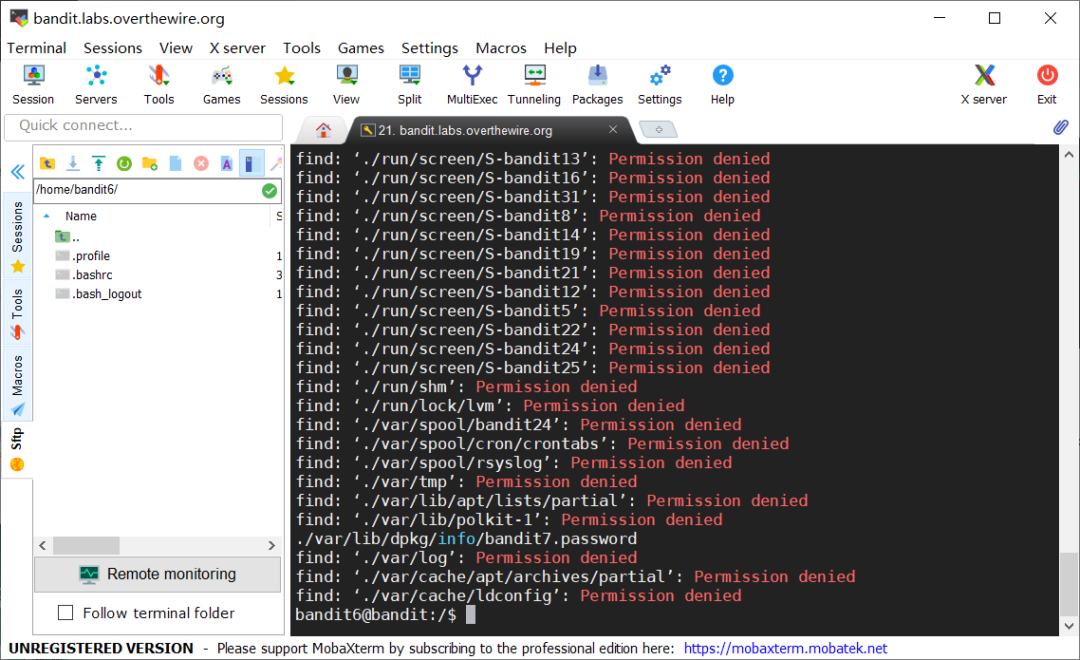 bandit.labs.overthewire.org
Terminal Sessions View X server Tools Games Settings Macros Help
Session Servers Tools Games Sessions View Split MultiExec Tunneling Packages Settings Help X server Exit
Quick connect...
21. bandit.labs.overthewire.org
/home/bandit6/
Name S
..
.profile 1
.bashrc 3
.bash_logout 1
Sessions
Tools
Macros
Sftp
Remote monitoring
Follow terminal folder
find: ‘./run/screen/S-bandit13’: Permission denied
find: ‘./run/screen/S-bandit16’: Permission denied
find: ‘./run/screen/S-bandit31’: Permission denied
find: ‘./run/screen/S-bandit8’: Permission denied
find: ‘./run/screen/S-bandit14’: Permission denied
find: ‘./run/screen/S-bandit19’: Permission denied
find: ‘./run/screen/S-bandit21’: Permission denied
find: ‘./run/screen/S-bandit12’: Permission denied
find: ‘./run/screen/S-bandit5’: Permission denied
find: ‘./run/screen/S-bandit22’: Permission denied
find: ‘./run/screen/S-bandit24’: Permission denied
find: ‘./run/screen/S-bandit25’: Permission denied
find: ‘./run/shm’: Permission denied
find: ‘./run/lock/lvm’: Permission denied
find: ‘./var/spool/bandit24’: Permission denied
find: ‘./var/spool/cron/crontabs’: Permission denied
find: ‘./var/spool/rsyslog’: Permission denied
find: ‘./var/tmp’: Permission denied
find: ‘./var/lib/apt/lists/partial’: Permission denied
find: ‘./var/lib/polkit-1’: Permission denied
./var/lib/dpkg/info/bandit7.password
find: ‘./var/log’: Permission denied
find: ‘./var/cache/apt/archives/partial’: Permission denied
find: ‘./var/cache/ldconfig’: Permission denied
bandit6@bandit:/$
UNREGISTERED VERSION - Please support MobaXterm by subscribing to the professional edition here: https://mobaxterm.mobatek.net